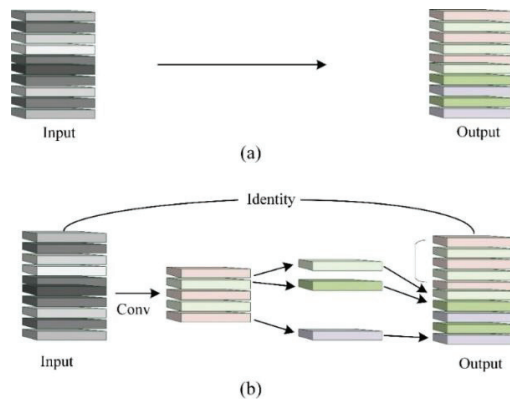 Input
Output
(a)
Identity
Conv
Input
Output
(b)